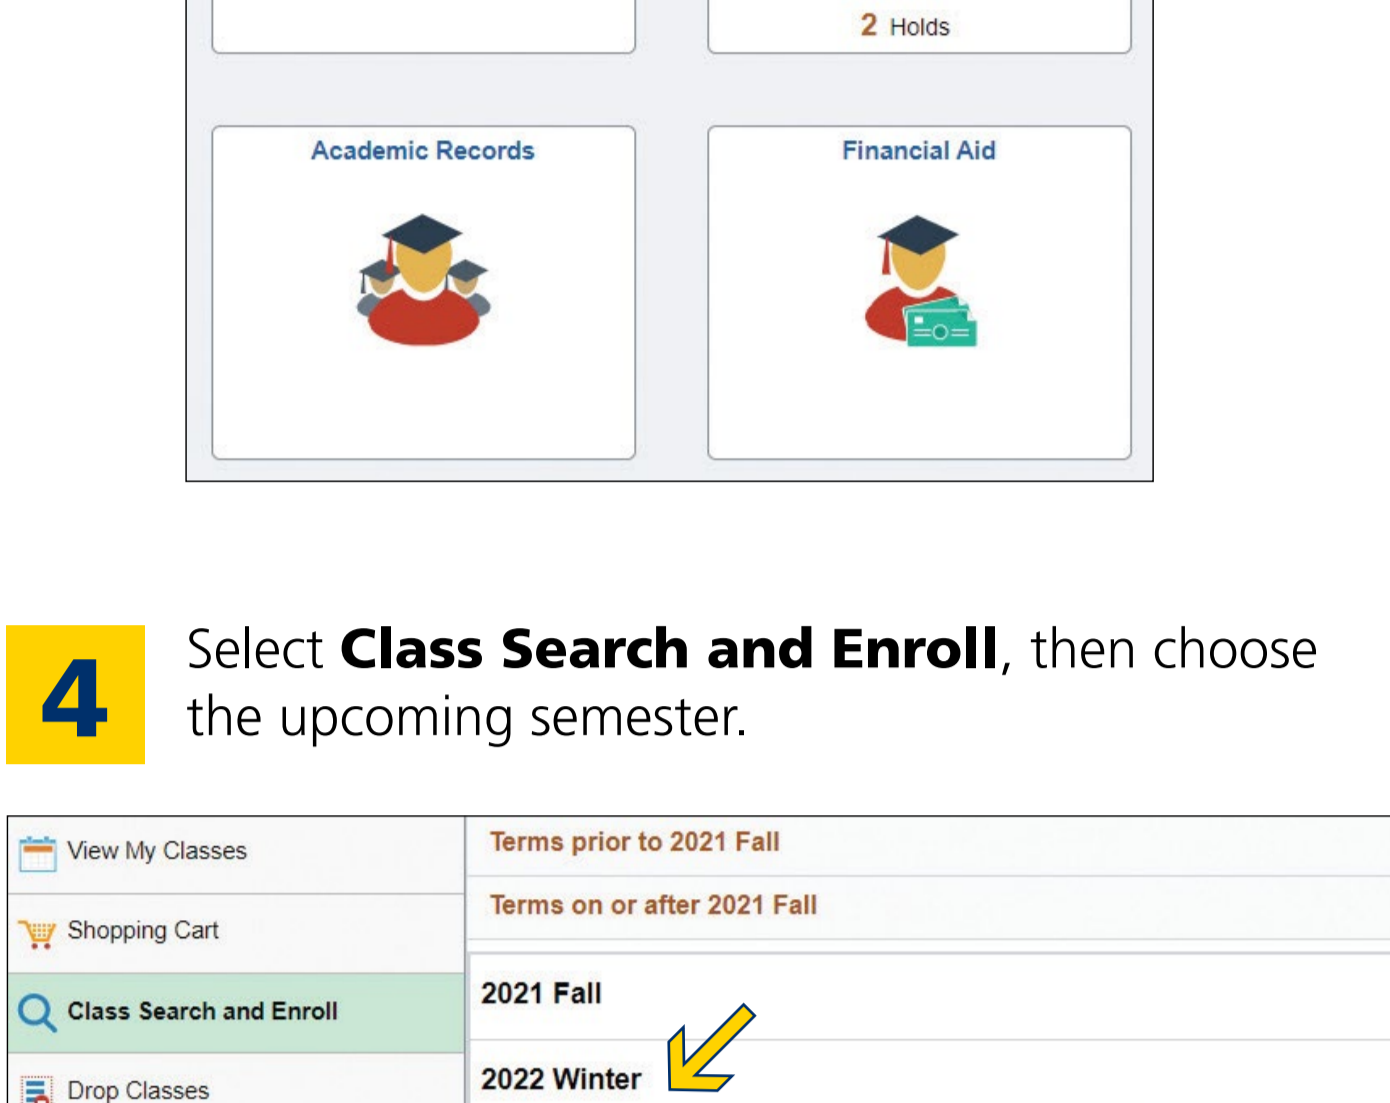 2 Holds
Academic Records
Financial Aid
4
Select Class Search and Enroll, then choose
the upcoming semester.
View My Classes
Shopping Cart
Class Search and Enroll
Drop Classes
Terms prior to 2021 Fall
Terms on or after 2021 Fall
2021 Fall
2022 Winter